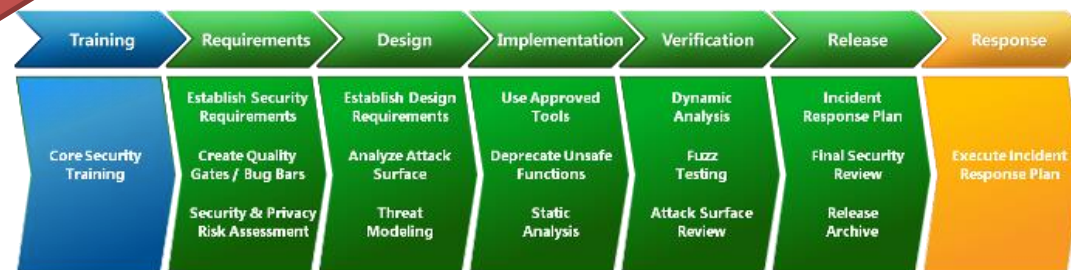 Training
Requirements
Design
Implementation
Verification
Release
Response
Core Security
Training
Establish Security
Requirements
Create Quality
Gates / Bug Bars
Security & Privacy
Risk Assessment
Establish Design
Requirements
Analyze Attack
Surface
Threat
Modeling
Use Approved
Tools
Deprecate Unsafe
Functions
Static
Analysis
Dynamic
Analysis
Fuzz
Testing
Attack Surface
Review
Incident
Response Plan
Final Security
Review
Release
Archive
Execute Incident
Response Plan